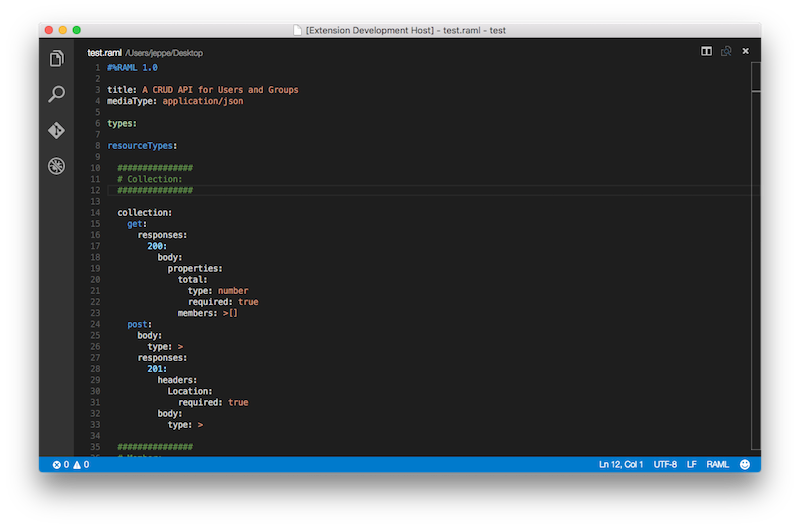 [Extension Development Host] - test.raml - test
test.raml /Users/jeppe/Desktop
1 #%RAML 1.0
2
3 title: A CRUD API for Users and Groups
4 mediaType: application/json
5
6 types:
7
8 resourceTypes:
9
10 ###############
11 # Collection:
12 ###############
13
14 collection:
15 get:
16 responses:
17 200:
18 body:
19 properties:
20 total:
21 type: number
22 required: true
23 members: >[]
24 post:
25 body:
26 type: >
27 responses:
28 201:
29 headers:
30 Location:
31 required: true
32 body:
33 type: >
34
35 ###############
0 0 Ln 12, Col 1 UTF-8 LF RAML